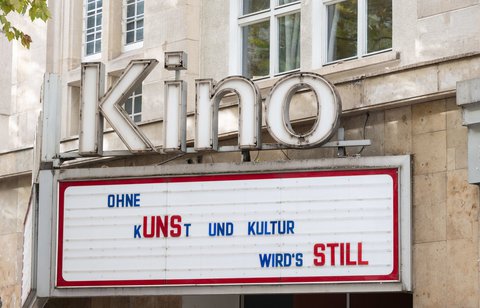 Kino
OHNE
kUNSt UND KULTUR
WIRD'S STILL